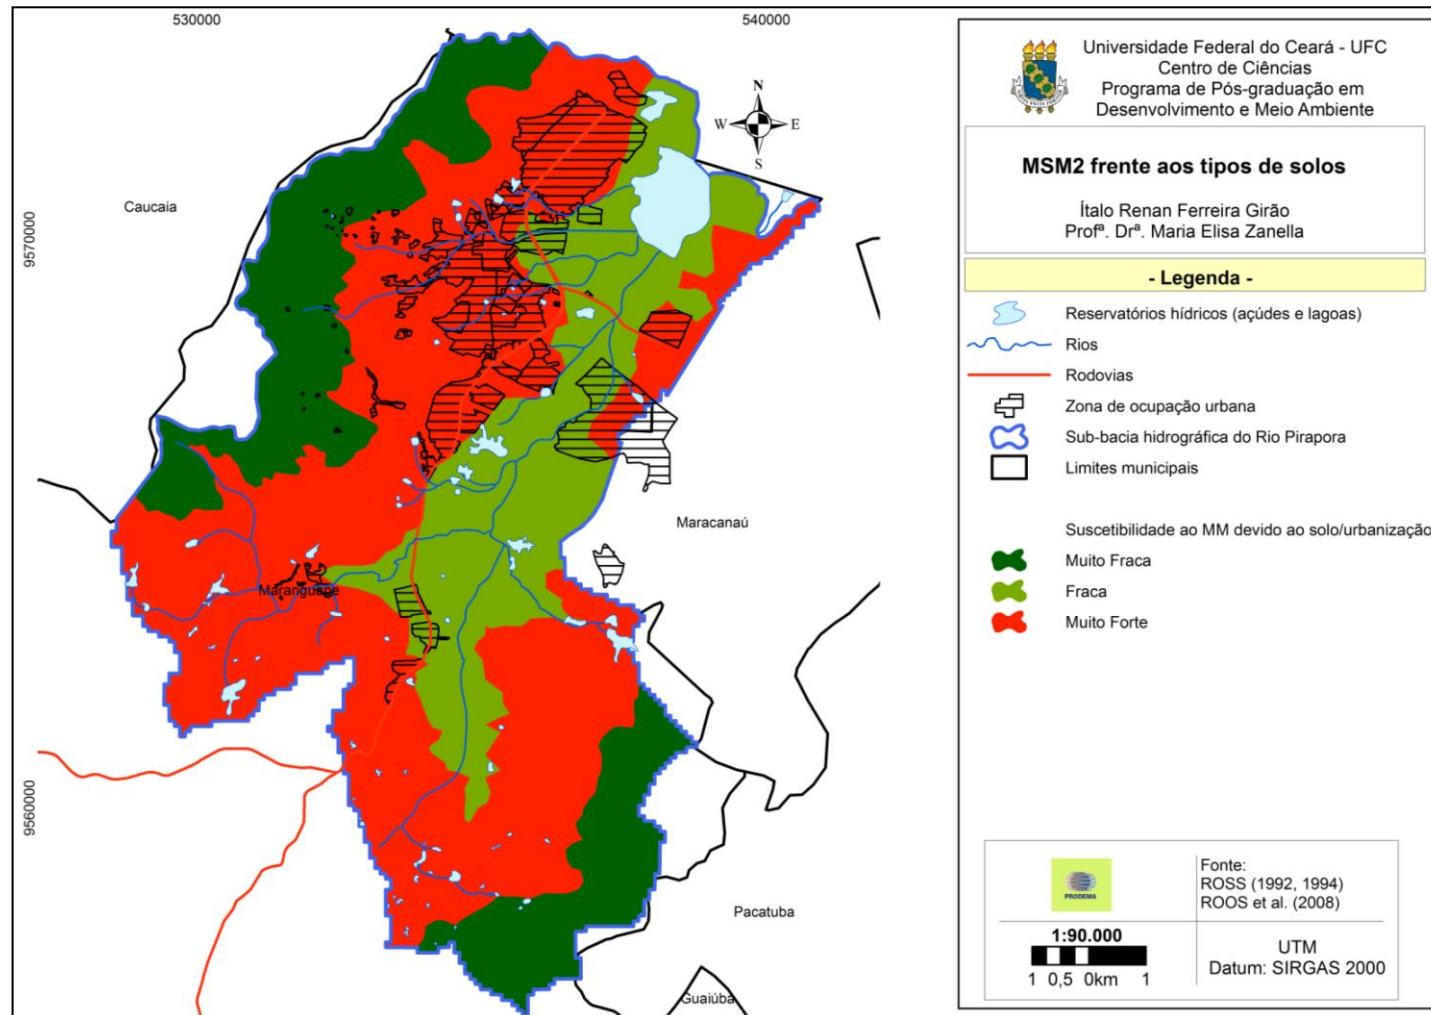 530000
540000
9570000
9560000
N
W
E
S
Caucaia
Maracanaú
Maranguape
Pacatuba
Guaiúba
Universidade Federal do Ceará - UFC
Centro de Ciências
Programa de Pós-graduação em
Desenvolvimento e Meio Ambiente
MSM2 frente aos tipos de solos
Ítalo Renan Ferreira Girão
Profª. Drª. Maria Elisa Zanella
- Legenda -
Reservatórios hídricos (açúdes e lagoas)
Rios
Rodovias
Zona de ocupação urbana
Sub-bacia hidrográfica do Rio Pirapora
Limites municipais
Suscetibilidade ao MM devido ao solo/urbanização
Muito Fraca
Fraca
Muito Forte
PRODEMA
Fonte:
ROSS (1992, 1994)
ROOS et al. (2008)
1:90.000
1 0,5 0km 1
UTM
Datum: SIRGAS 2000